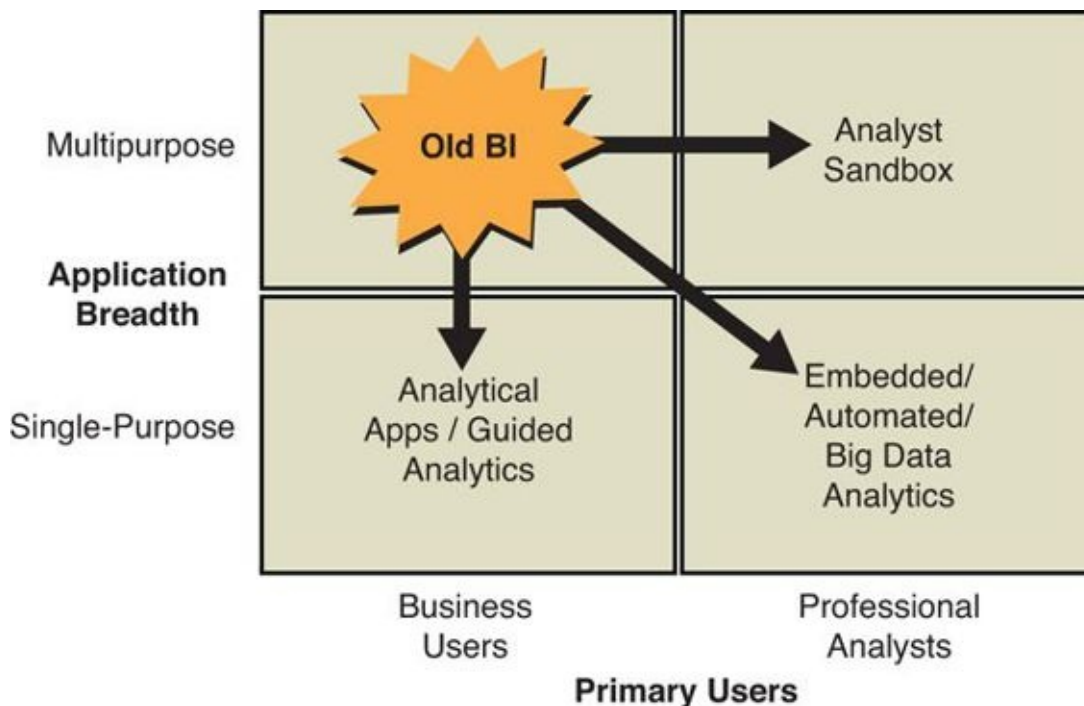 Multipurpose
Old BI
Analyst
Sandbox
Application
Breadth
Single-Purpose
Analytical
Apps / Guided
Analytics
Embedded/
Automated/
Big Data
Analytics
Business
Users
Professional
Analysts
Primary Users